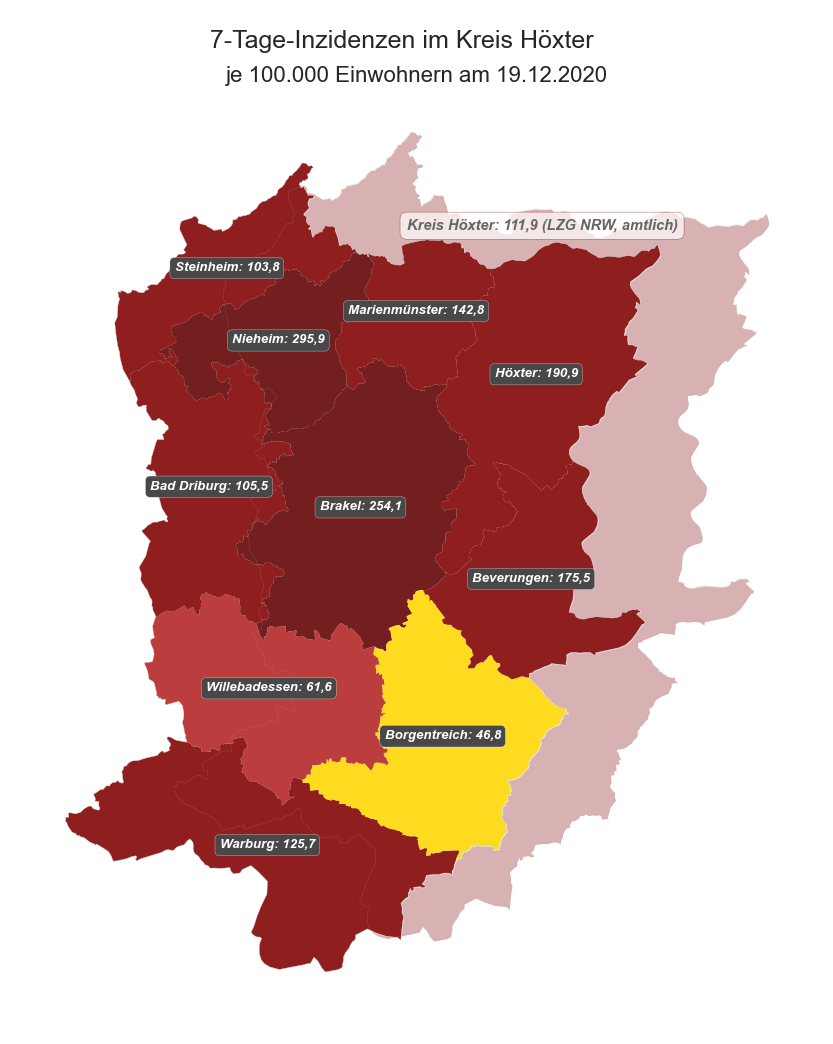 7-Tage-Inzidenzen im Kreis Höxter
je 100.000 Einwohnern am 19.12.2020
Kreis Höxter: 111,9 (LZG NRW, amtlich)
Steinheim: 103,8
Marienmünster: 142,8
Nieheim: 295,9
Höxter: 190,9
Bad Driburg: 105,5
Brakel: 254,1
Beverungen: 175,5
Willebadessen: 61,6
Borgentreich: 46,8
Warburg: 125,7